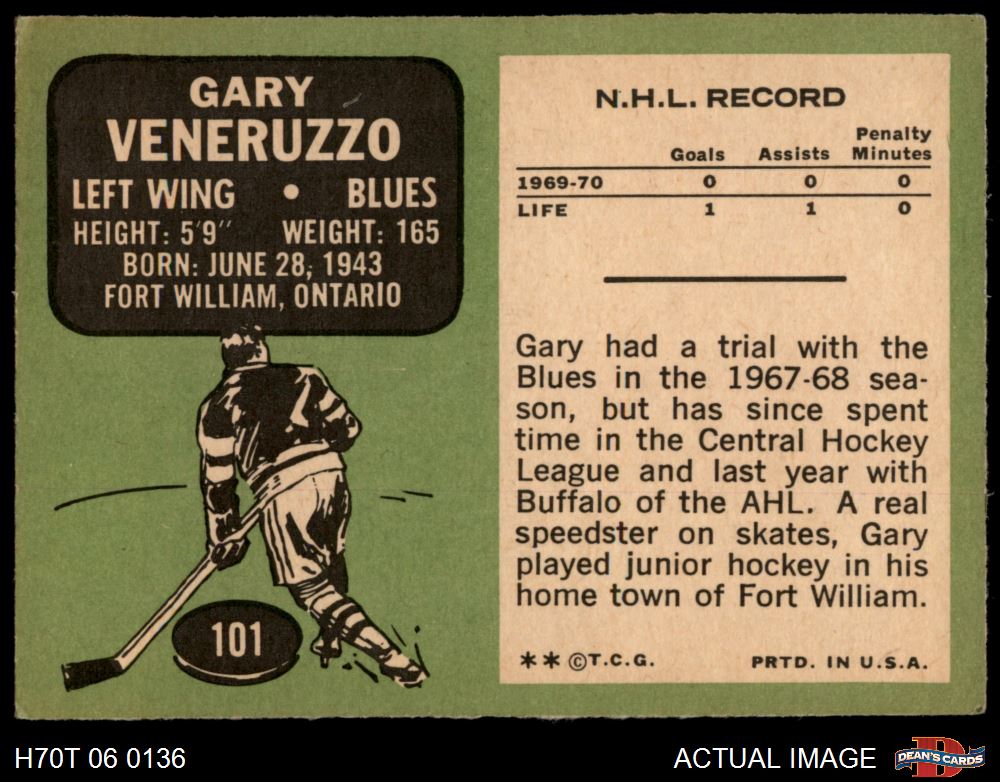 GARY
VENERUZZO
LEFT WING • BLUES
HEIGHT: 5'9" WEIGHT: 165
BORN: JUNE 28, 1943
FORT WILLIAM, ONTARIO
101
N.H.L. RECORD
Goals Assists Penalty Minutes
1969-70 0 0 0
LIFE 1 1 0
Gary had a trial with the
Blues in the 1967-68 sea-
son, but has since spent
time in the Central Hockey
League and last year with
Buffalo of the AHL. A real
speedster on skates, Gary
played junior hockey in his
home town of Fort William.
** ©T.C.G. PRTD. IN U.S.A.
H70T 06 0136 ACTUAL IMAGE
D
DEAN'S CARDS